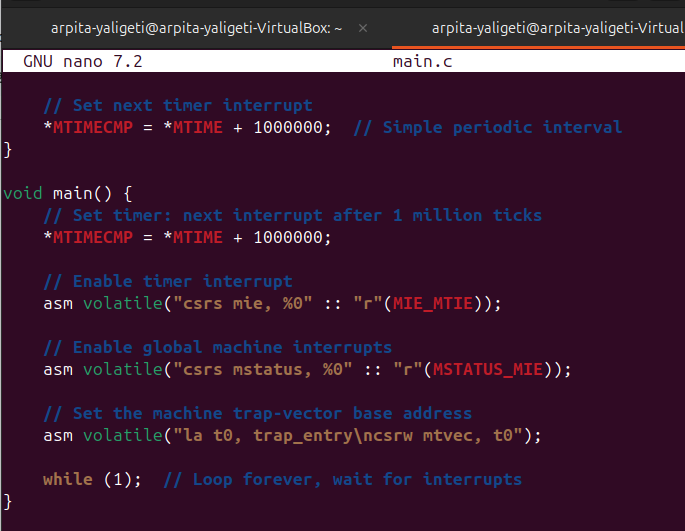 arpita-yaligeti@arpita-yaligeti-VirtualBox: ~ ×
arpita-yaligeti@arpita-yaligeti-Virtual
GNU nano 7.2 main.c
// Set next timer interrupt
*MTIMECMP = *MTIME + 1000000;  // Simple periodic interval
}
void main() {
// Set timer: next interrupt after 1 million ticks
*MTIMECMP = *MTIME + 1000000;
// Enable timer interrupt
asm volatile("csrs mie, %0" :: "r"(MIE_MTIE));
// Enable global machine interrupts
asm volatile("csrs mstatus, %0" :: "r"(MSTATUS_MIE));
// Set the machine trap-vector base address
asm volatile("la t0, trap_entry\ncsrw mtvec, t0");
while (1);  // Loop forever, wait for interrupts
}